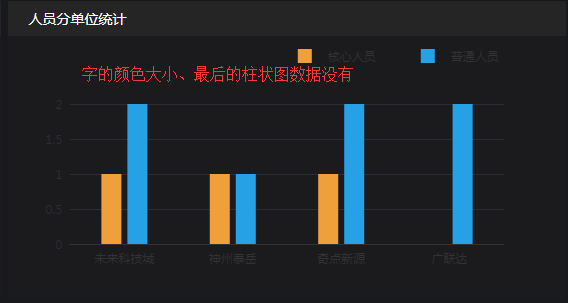 人员分单位统计
核心人员 普通人员
字的颜色大小、最后的柱状图数据没有
2
1.5
1
0.5
0
未来科技域 神州泰岳 奇点新源 广联达